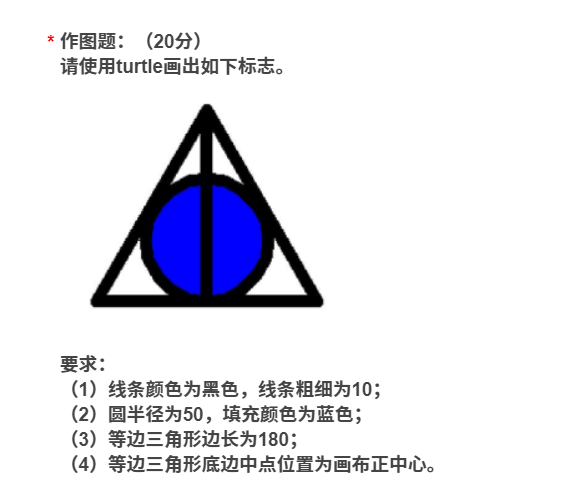 * 作图题：（20分）
请使用turtle画出如下标志。
要求：
（1）线条颜色为黑色，线条粗细为10；
（2）圆半径为50，填充颜色为蓝色；
（3）等边三角形边长为180；
（4）等边三角形底边中点位置为画布正中心。